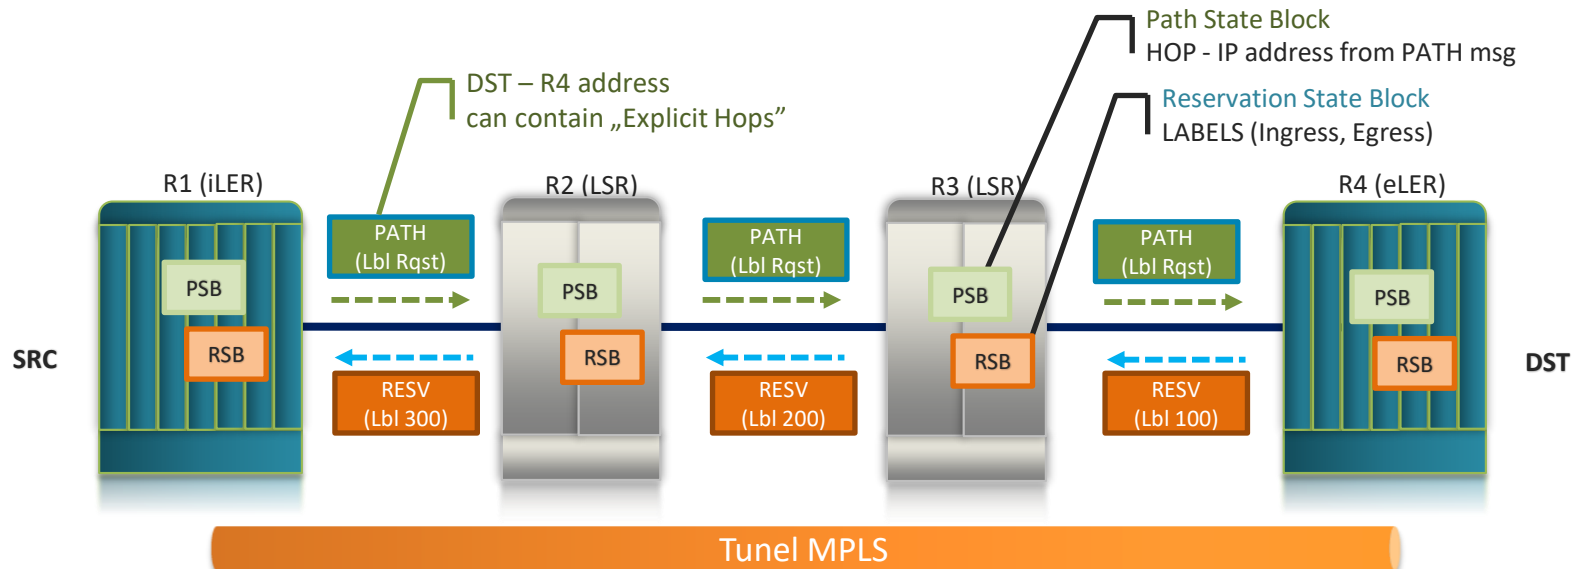 Path State Block
HOP - IP address from PATH msg
DST – R4 address
can contain „Explicit Hops”
Reservation State Block
LABELS (Ingress, Egress)
R1 (iLER)
R2 (LSR)
R3 (LSR)
R4 (eLER)
PATH
(Lbl Rqst)
PATH
(Lbl Rqst)
PATH
(Lbl Rqst)
PSB
PSB
PSB
PSB
RSB
RSB
RSB
RSB
SRC
DST
RESV
(Lbl 300)
RESV
(Lbl 200)
RESV
(Lbl 100)
Tunel MPLS